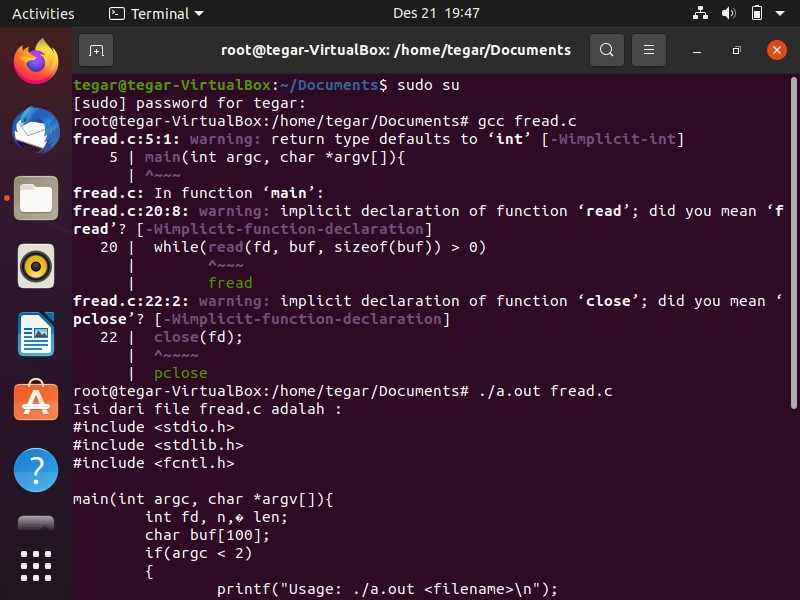 Activities Terminal Des 21 19:47
root@tegar-VirtualBox: /home/tegar/Documents
tegar@tegar-VirtualBox:~/Documents$ sudo su
[sudo] password for tegar:
root@tegar-VirtualBox:/home/tegar/Documents# gcc fread.c
fread.c:5:1: warning: return type defaults to ‘int’ [-Wimplicit-int]
    5 | main(int argc, char *argv[]){
      | ^~~~
fread.c: In function ‘main’:
fread.c:20:8: warning: implicit declaration of function ‘read’; did you mean ‘f
read’? [-Wimplicit-function-declaration]
   20 |  while(read(fd, buf, sizeof(buf)) > 0)
      |        ^~~~
      |        fread
fread.c:22:2: warning: implicit declaration of function ‘close’; did you mean ‘
pclose’? [-Wimplicit-function-declaration]
   22 |  close(fd);
      |  ^~~~~
      |  pclose
root@tegar-VirtualBox:/home/tegar/Documents# ./a.out fread.c
Isi dari file fread.c adalah :
#include <stdio.h>
#include <stdlib.h>
#include <fcntl.h>

main(int argc, char *argv[]){
        int fd, n,� len;
        char buf[100];
        if(argc < 2)
        {
                printf("Usage: ./a.out <filename>\n");